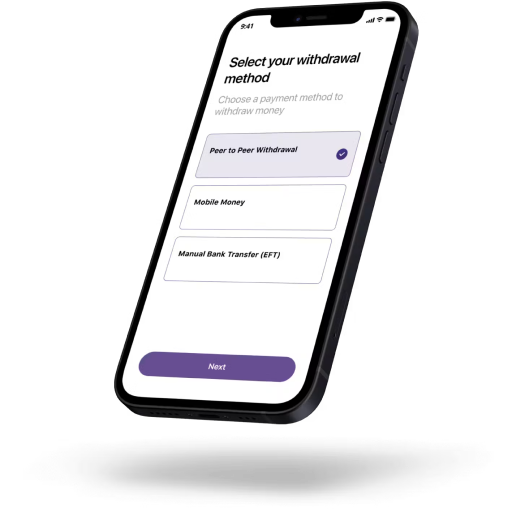 9:41
Select your withdrawal
method
Choose a payment method to
withdraw money
Peer to Peer Withdrawal
Mobile Money
Manual Bank Transfer (EFT)
Next